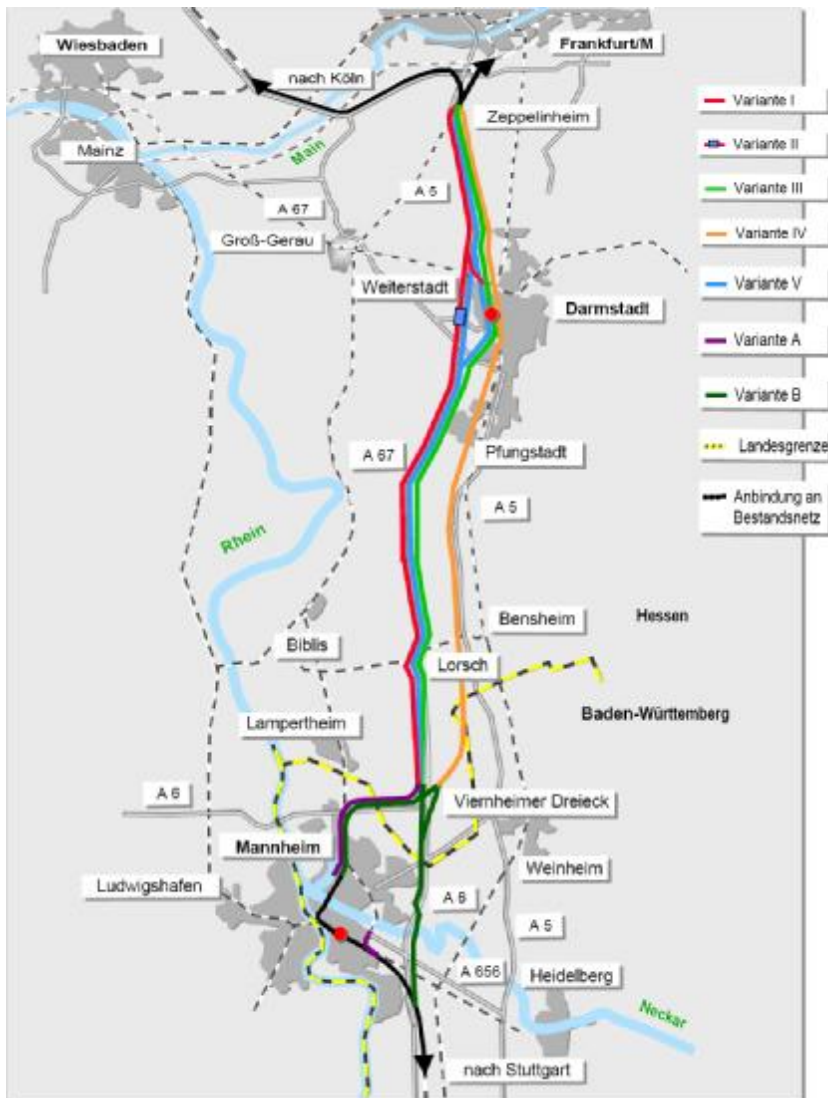 Wiesbaden
Frankfurt/M
nach Köln
Zeppelinheim
Mainz
Main
A 5
A 67
Groß-Gerau
Weiterstadt
Darmstadt
A 67
Pfungstadt
A 5
Rhein
Bensheim
Hessen
Biblis
Lorsch
Baden-Württemberg
Lampertheim
A 6
Viernheimer Dreieck
Mannheim
Weinheim
Ludwigshafen
A 6
A 5
A 656
Heidelberg
Neckar
nach Stuttgart
Variante I
Variante II
Variante III
Variante IV
Variante V
Variante A
Variante B
Landesgrenze
Anbindung an
Bestandsnetz